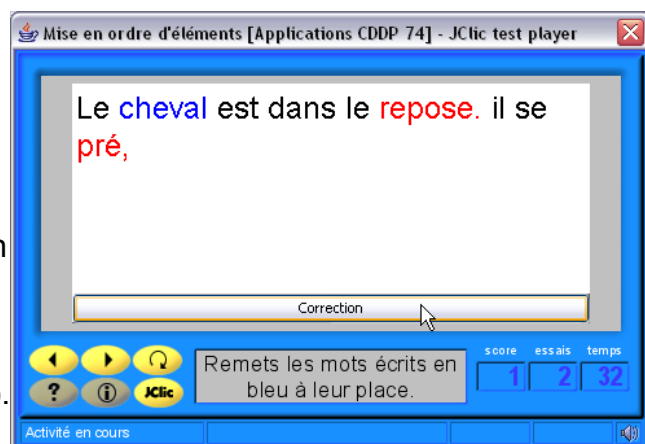 Mise en ordre d'éléments [Applications CDDP 74] - JClic test player
Le cheval est dans le repose. il se
pré,
Correction
Remets les mots écrits en
bleu à leur place.
score essais temps
1 2 32
? i JClic
Activité en cours